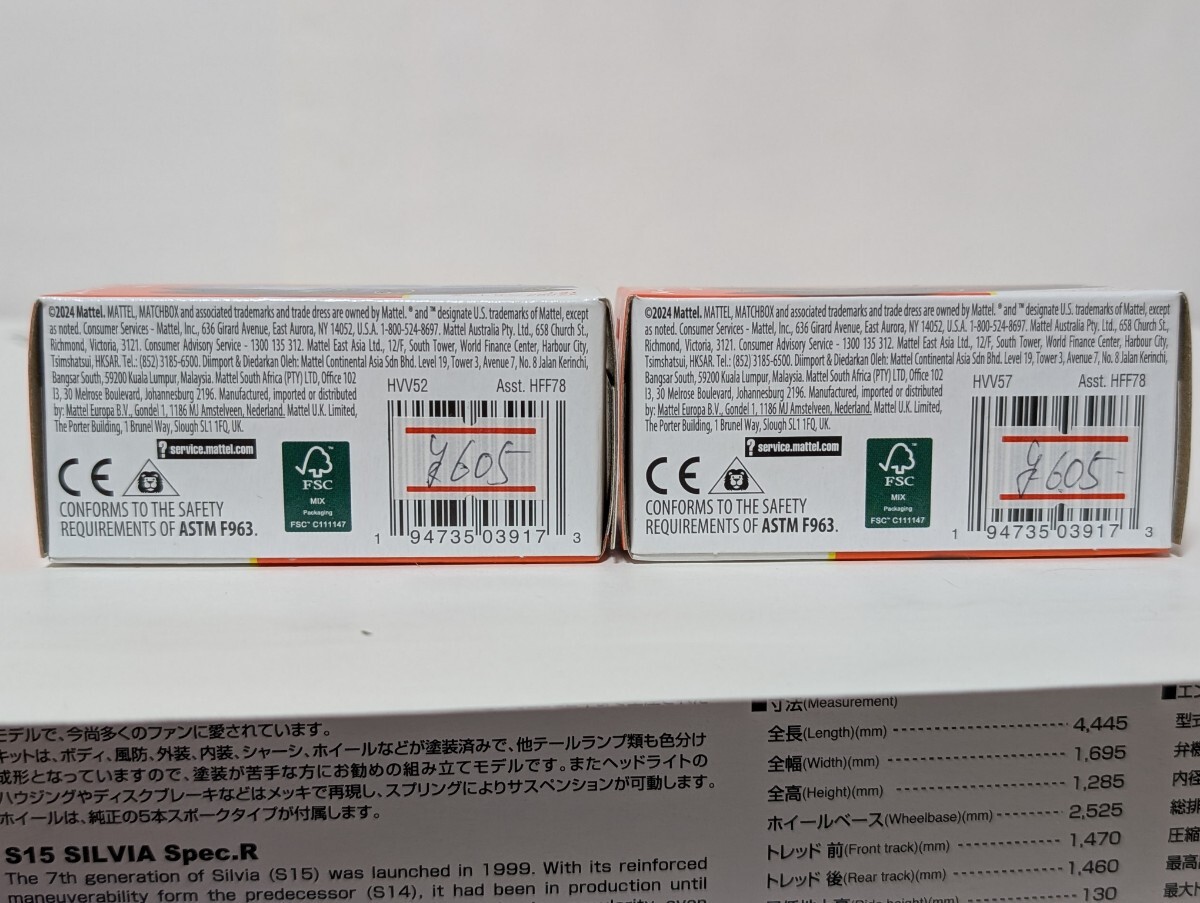 ©2024 Mattel. MATTEL, MATCHBOX and associated trademarks and trade dress are owned by Mattel. ® and ™ designate U.S. trademarks of Mattel, except
as noted. Consumer Services - Mattel, Inc., 636 Girard Avenue, East Aurora, NY 14052, U.S.A. 1-800-524-8697. Mattel Australia Pty. Ltd., 658 Church St.,
Richmond, Victoria, 3121. Consumer Advisory Service - 1300 135 312. Mattel East Asia Ltd., 12/F, South Tower, World Finance Center, Harbour City,
Tsimshatsui, HKSAR. Tel.: (852) 3185-6500. Diimport & Diedarkan Oleh: Mattel Continental Asia Sdn Bhd. Level 19, Tower 3, Avenue 7, No. 8 Jalan Kerinchi,
Bangsar South, 59200 Kuala Lumpur, Malaysia. Mattel South Africa (PTY) LTD, Office 102
I3, 30 Melrose Boulevard, Johannesburg 2196. Manufactured, imported or distributed
by: Mattel Europa B.V., Gondel 1, 1186 MJ Amstelveen, Nederland. Mattel U.K. Limited,
The Porter Building, 1 Brunel Way, Slough SL1 1FQ, UK.
HVV52 Asst. HFF78
? service.mattel.com
CE
CONFORMS TO THE SAFETY
REQUIREMENTS OF ASTM F963.
FSC
MIX
Packaging
FSC™ C111147
¥605
1 94735 03917 3
©2024 Mattel. MATTEL, MATCHBOX and associated trademarks and trade dress are owned by Mattel. ® and ™ designate U.S. trademarks of Mattel, except
as noted. Consumer Services - Mattel, Inc., 636 Girard Avenue, East Aurora, NY 14052, U.S.A. 1-800-524-8697. Mattel Australia Pty. Ltd., 658 Church St.,
Richmond, Victoria, 3121. Consumer Advisory Service - 1300 135 312. Mattel East Asia Ltd., 12/F, South Tower, World Finance Center, Harbour City,
Tsimshatsui, HKSAR. Tel.: (852) 3185-6500. Diimport & Diedarkan Oleh: Mattel Continental Asia Sdn Bhd. Level 19, Tower 3, Avenue 7, No. 8 Jalan Kerinchi,
Bangsar South, 59200 Kuala Lumpur, Malaysia. Mattel South Africa (PTY) LTD, Office 102
I3, 30 Melrose Boulevard, Johannesburg 2196. Manufactured, imported or distributed
by: Mattel Europa B.V., Gondel 1, 1186 MJ Amstelveen, Nederland. Mattel U.K. Limited,
The Porter Building, 1 Brunel Way, Slough SL1 1FQ, UK.
HVV57 Asst. HFF78
? service.mattel.com
CE
CONFORMS TO THE SAFETY
REQUIREMENTS OF ASTM F963.
FSC
MIX
Packaging
FSC™ C111147
¥605-
1 94735 03917 3
モデルで、今尚多くのファンに愛されています。
キットは、ボディ、風防、外装、内装、シャーシ、ホイールなどが塗装済みで、他テールランプ類も色分け
成形となっていますので、塗装が苦手な方にお勧めの組み立てモデルです。またヘッドライトの
ハウジングやディスクブレーキなどはメッキで再現し、スプリングによりサスペンションが可動します。
ホイールは、純正の5本スポークタイプが付属します。
S15 SILVIA Spec.R
The 7th generation of Silvia (S15) was launched in 1999. With its reinforced
maneuverability form the predecessor (S14), it had been in production until
■寸法(Measurement)
全長(Length)(mm) 4,445
全幅(Width)(mm) 1,695
全高(Height)(mm) 1,285
ホイールベース(Wheelbase)(mm) 2,525
トレッド 前(Front track)(mm) 1,470
トレッド 後(Rear track)(mm) 1,460
130
■エン
型式
弁機
内径
総排
圧縮
最高
最大ト